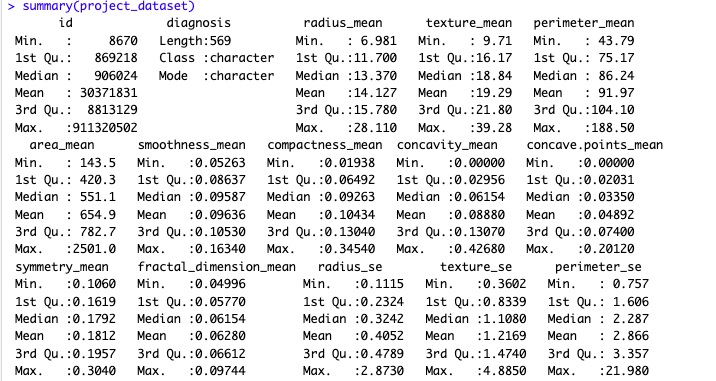 > summary(project_dataset)
id diagnosis radius_mean texture_mean perimeter_mean
Min. : 8670 Length:569 Min. : 6.981 Min. : 9.71 Min. : 43.79
1st Qu.: 869218 Class :character 1st Qu.:11.700 1st Qu.:16.17 1st Qu.: 75.17
Median : 906024 Mode :character Median :13.370 Median :18.84 Median : 86.24
Mean : 30371831 Mean :14.127 Mean :19.29 Mean : 91.97
3rd Qu.: 8813129 3rd Qu.:15.780 3rd Qu.:21.80 3rd Qu.:104.10
Max. :911320502 Max. :28.110 Max. :39.28 Max. :188.50
area_mean smoothness_mean compactness_mean concavity_mean concave.points_mean
Min. : 143.5 Min. :0.05263 Min. :0.01938 Min. :0.00000 Min. :0.00000
1st Qu.: 420.3 1st Qu.:0.08637 1st Qu.:0.06492 1st Qu.:0.02956 1st Qu.:0.02031
Median : 551.1 Median :0.09587 Median :0.09263 Median :0.06154 Median :0.03350
Mean : 654.9 Mean :0.09636 Mean :0.10434 Mean :0.08880 Mean :0.04892
3rd Qu.: 782.7 3rd Qu.:0.10530 3rd Qu.:0.13040 3rd Qu.:0.13070 3rd Qu.:0.07400
Max. :2501.0 Max. :0.16340 Max. :0.34540 Max. :0.42680 Max. :0.20120
symmetry_mean fractal_dimension_mean radius_se texture_se perimeter_se
Min. :0.1060 Min. :0.04996 Min. :0.1115 Min. :0.3602 Min. : 0.757
1st Qu.:0.1619 1st Qu.:0.05770 1st Qu.:0.2324 1st Qu.:0.8339 1st Qu.: 1.606
Median :0.1792 Median :0.06154 Median :0.3242 Median :1.1080 Median : 2.287
Mean :0.1812 Mean :0.06280 Mean :0.4052 Mean :1.2169 Mean : 2.866
3rd Qu.:0.1957 3rd Qu.:0.06612 3rd Qu.:0.4789 3rd Qu.:1.4740 3rd Qu.: 3.357
Max. :0.3040 Max. :0.09744 Max. :2.8730 Max. :4.8850 Max. :21.980